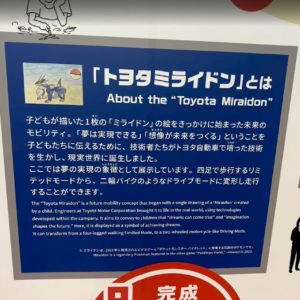 「トヨタミライドン」とは
About the "Toyota Miraidon"
子どもが描いた1枚の「ミライドン」の絵をきっかけに始まった未来の
モビリティ。「夢は実現できる」「想像が未来をつくる」ということを
子どもたちに伝えるために、技術者たちがトヨタ自動車で培った技術
を生かし、現実世界に誕生しました。
ここでは夢の実現の象徴として展示しています。四足で歩行するリミ
テッドモードから、二輪バイクのようなドライブモードに変形し走行
することができます。
The "Toyota Miraidon" is a future mobility concept that began with a single drawing of a "Miraidon" created
by a child. Engineers at Toyota Motor Corporation brought it to life in the real world, using technologies
developed within the company. It aims to convey to children that "dreams can come true" and "imagination
shapes the future." Here, it is displayed as a symbol of achieving dreams.
It can transform from a four-legged walking Limited Mode, to a two-wheeled motorcycle-like Driving Mode.
完成